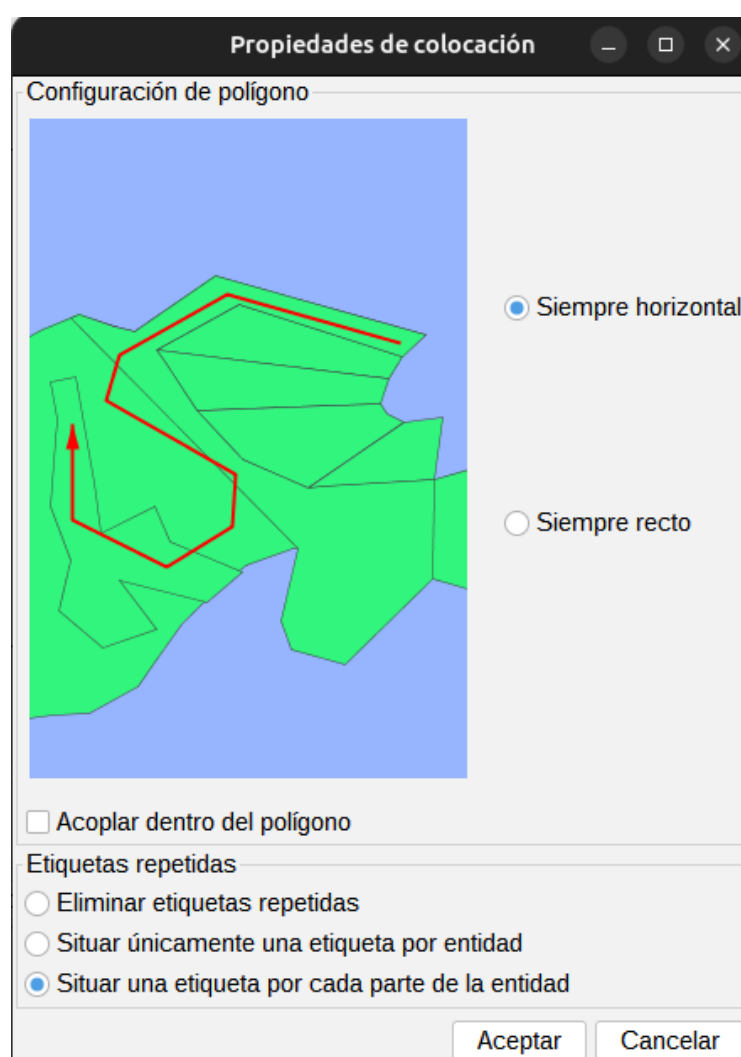 Propiedades de colocación
Configuración de polígono
Siempre horizontal
Siempre recto
Acoplar dentro del polígono
Etiquetas repetidas
Eliminar etiquetas repetidas
Situar únicamente una etiqueta por entidad
Situar una etiqueta por cada parte de la entidad
Aceptar Cancelar